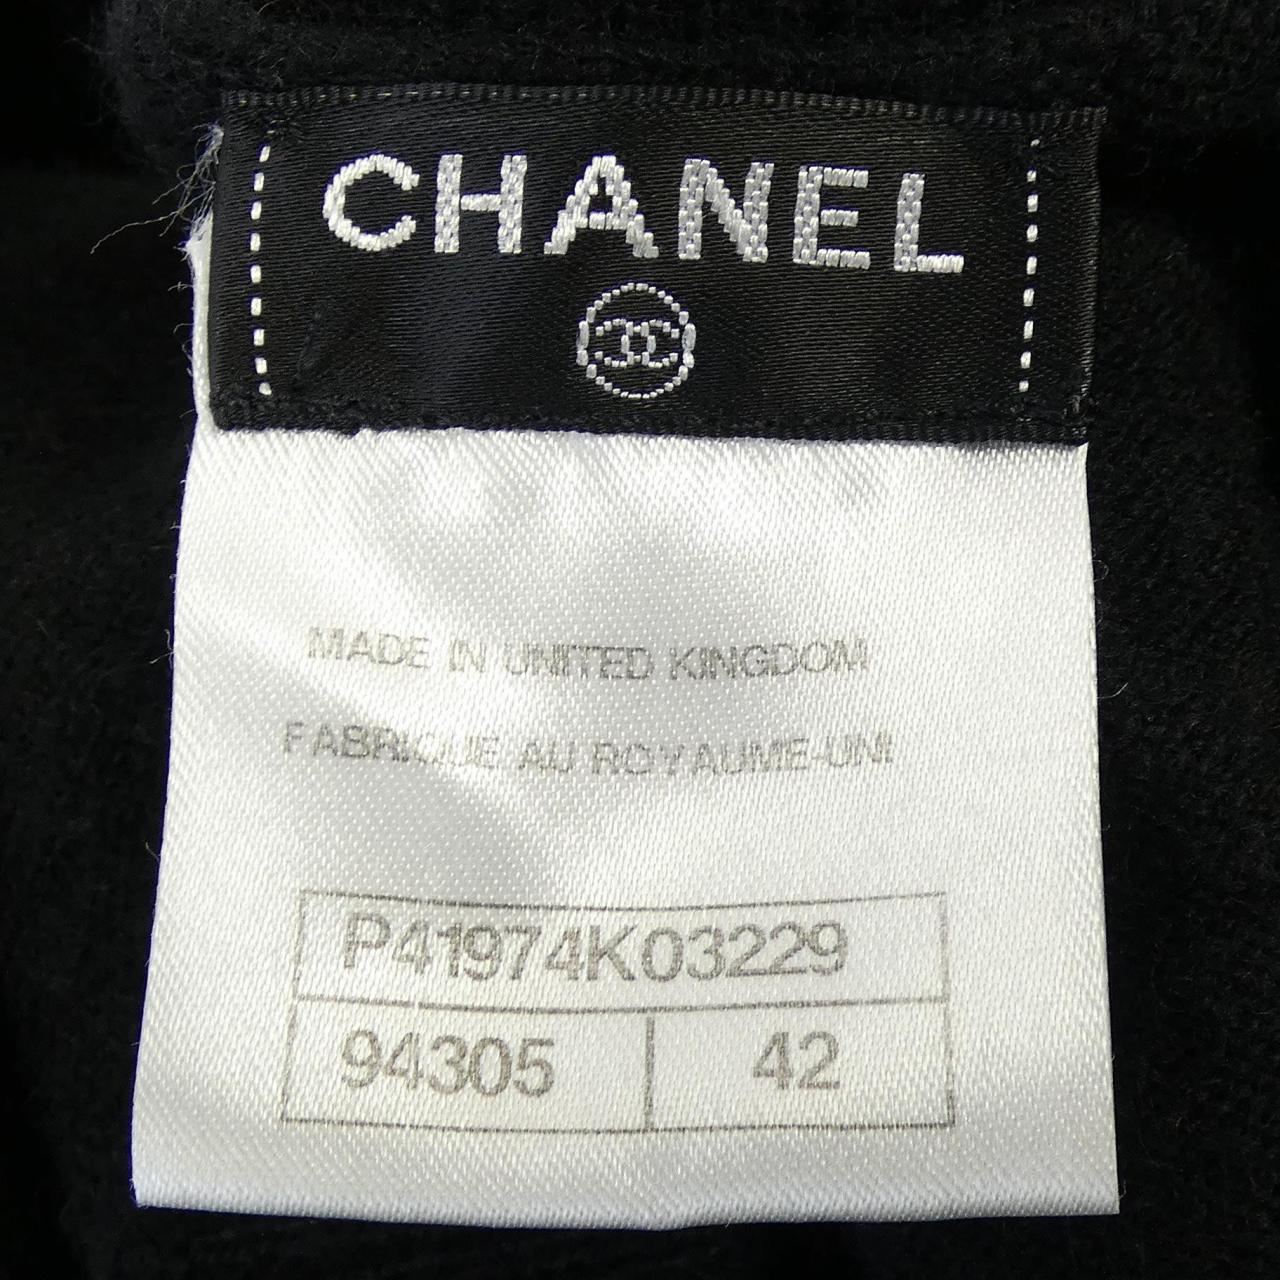 CHANEL
MADE IN UNITED KINGDOM
FABRIQUE AU ROYAUME-UNI
P41974K03229
94305 42